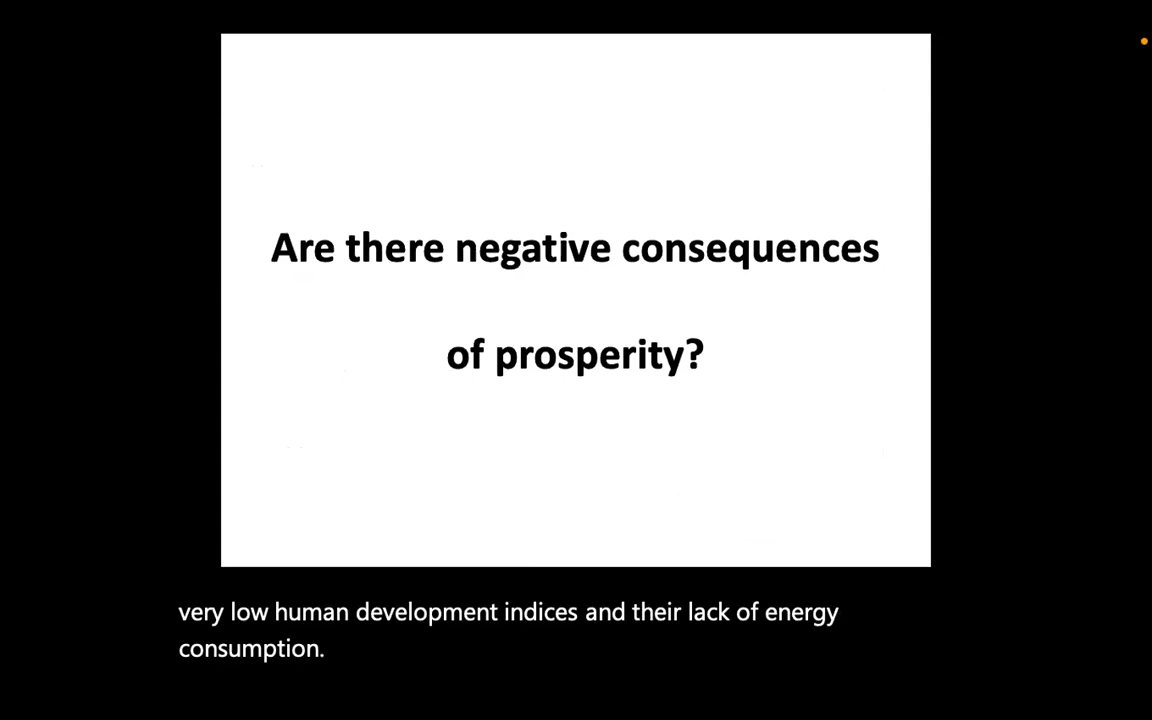 Are there negative consequences
of prosperity?
very low human development indices and their lack of energy
consumption.